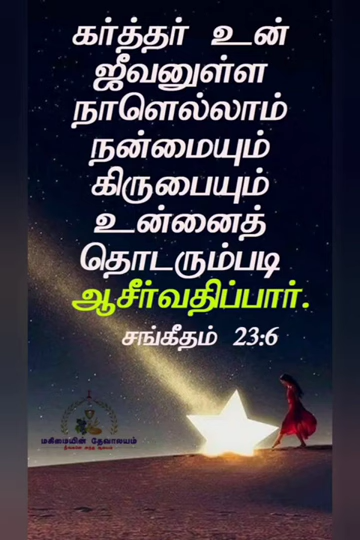 கர்த்தர் உன்
ஜீவனுள்ள
நாளெல்லாம்
நன்மையும்
கிருபையும்
உன்னைத்
தொடரும்படி
ஆசீர்வதிப்பார்.
சங்கீதம் 23:6
மகிமையின் தேவாலயம்